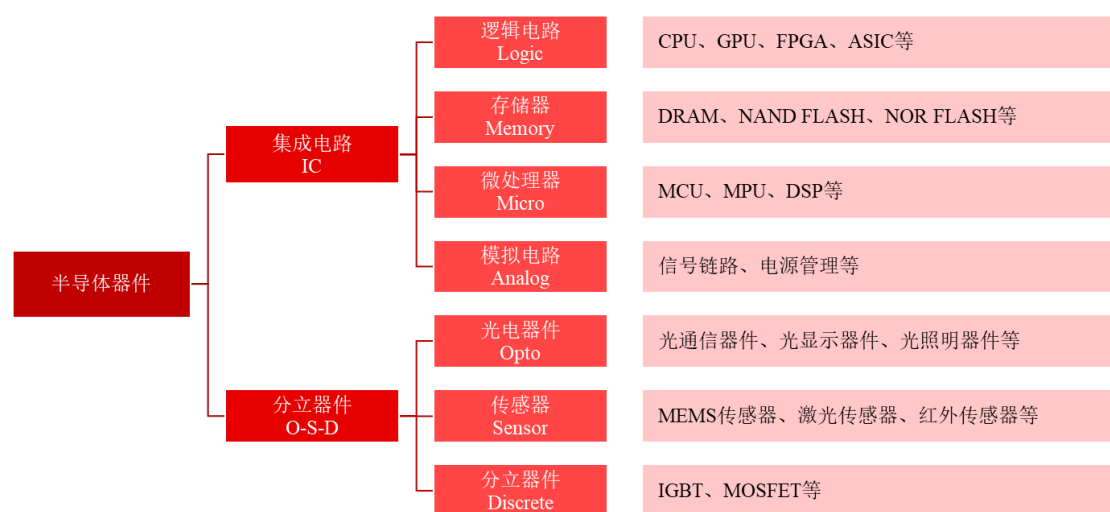 半导体器件
集成电路
IC
逻辑电路
Logic
CPU、GPU、FPGA、ASIC等
存储器
Memory
DRAM、NAND FLASH、NOR FLASH等
微处理器
Micro
MCU、MPU、DSP等
模拟电路
Analog
信号链路、电源管理等
分立器件
O-S-D
光电器件
Opto
光通信器件、光显示器件、光照明器件等
传感器
Sensor
MEMS传感器、激光传感器、红外传感器等
分立器件
Discrete
IGBT、MOSFET等